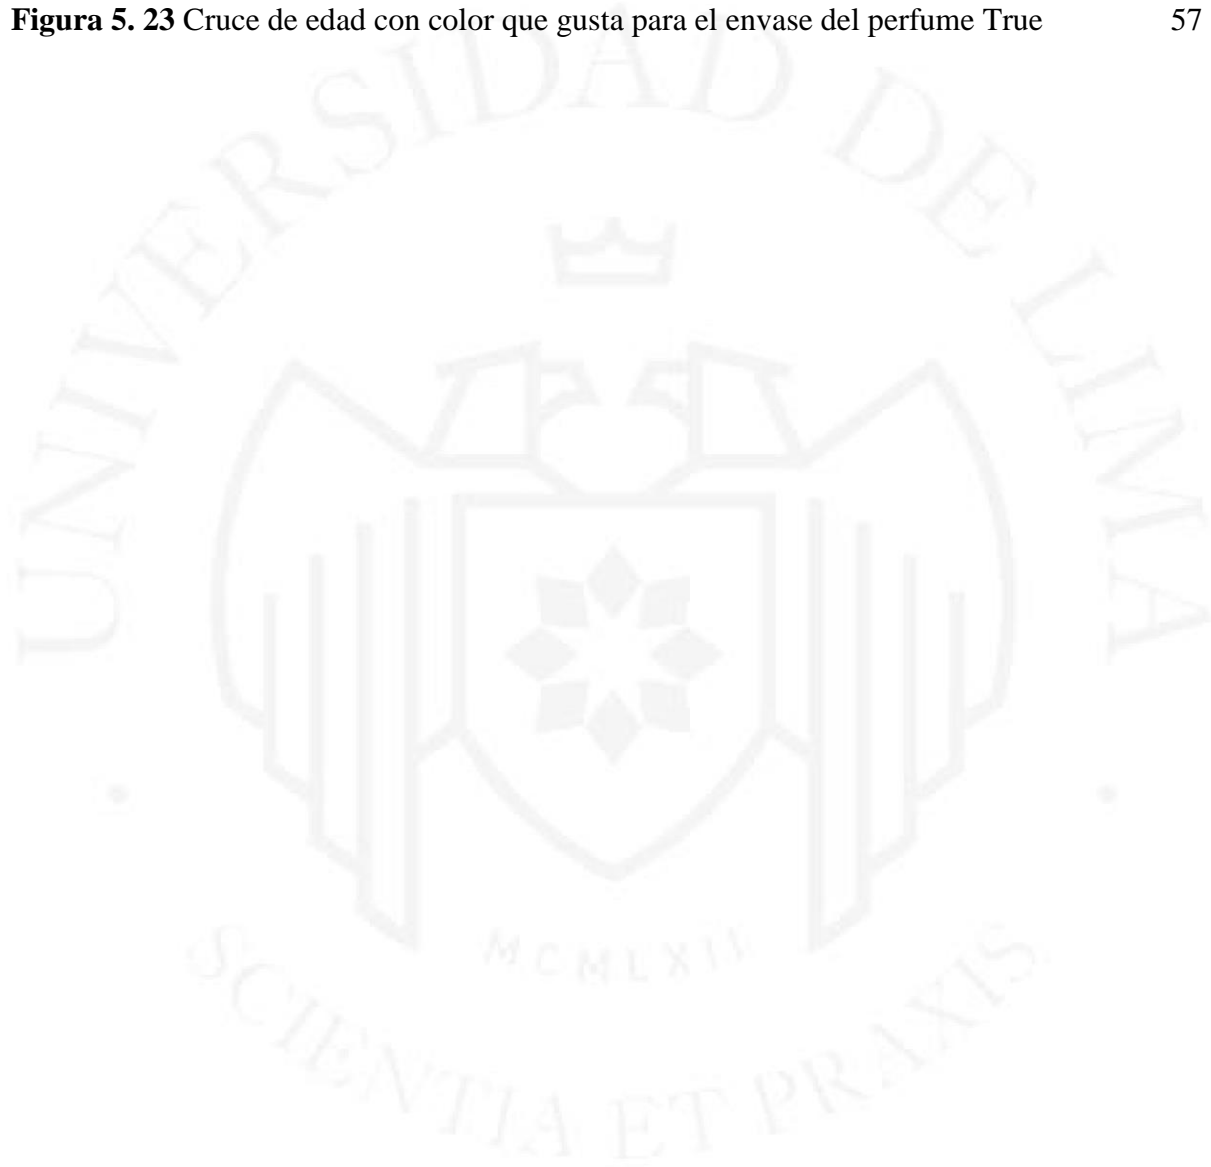 Figura 5. 23 Cruce de edad con color que gusta para el envase del perfume True 57
UNIVERSIDAD DE LIMA
MCMLXII
SCIENTIA ET PRAXIS